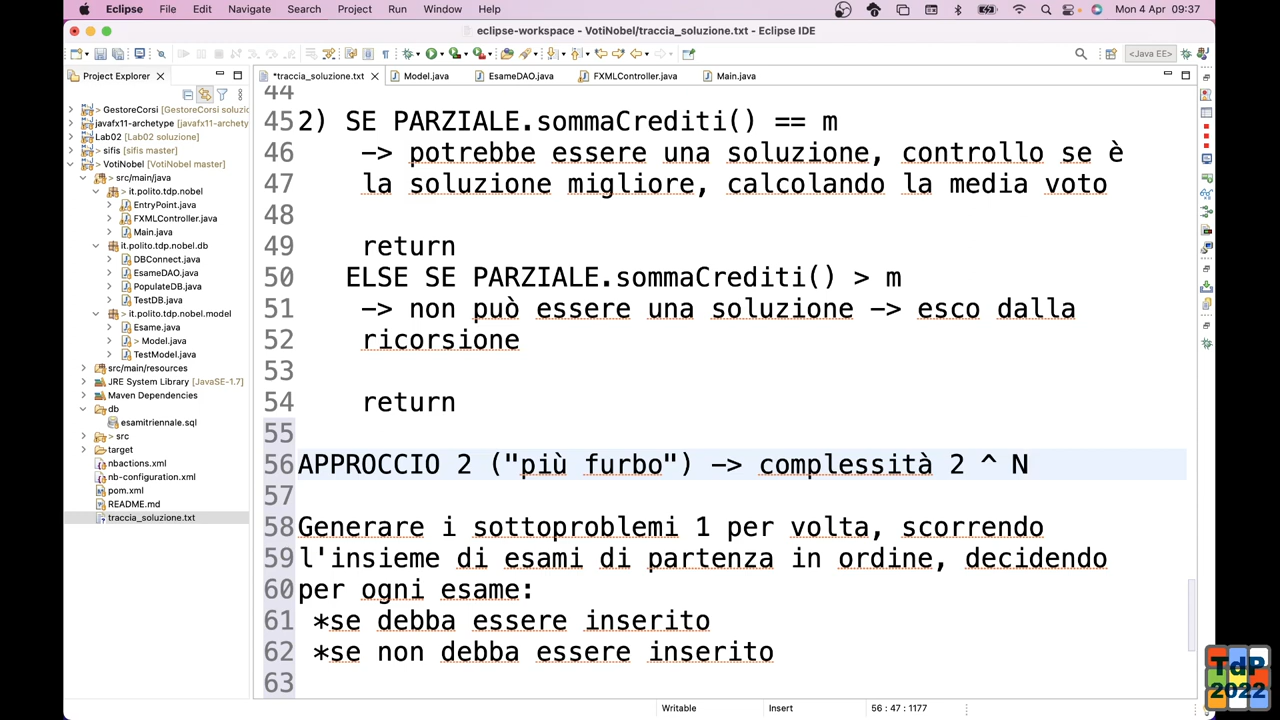 Eclipse File Edit Navigate Search Project Run Window Help Mon 4 Apr 09:37
eclipse-workspace - VotiNobel/traccia_soluzione.txt - Eclipse IDE
<Java EE>
Project Explorer
*traccia_soluzione.txt Model.java EsameDAO.java FXMLController.java Main.java
> GestoreCorsi [GestoreCorsi soluzio
javafx11-archetype [javafx11-archety
> Lab02 [Lab02 soluzione]
> sifis [sifis master]
> VotiNobel [VotiNobel master]
> src/main/java
> it.polito.tdp.nobel
EntryPoint.java
FXMLController.java
Main.java
it.polito.tdp.nobel.db
DBConnect.java
EsameDAO.java
PopulateDB.java
TestDB.java
> it.polito.tdp.nobel.model
Esame.java
> Model.java
TestModel.java
src/main/resources
JRE System Library [JavaSE-1.7]
Maven Dependencies
db
esamitriennale.sql
> src
target
nbactions.xml
nb-configuration.xml
pom.xml
README.md
traccia_soluzione.txt
44
45 2) SE PARZIALE.sommaCrediti() == m
46 -> potrebbe essere una soluzione, controllo se è
47 la soluzione migliore, calcolando la media voto
48
49 return
50 ELSE SE PARZIALE.sommaCrediti() > m
51 -> non può essere una soluzione -> esco dalla
52 ricorsione
53
54 return
55
56 APPROCCIO 2 ("più furbo") -> complessità 2 ^ N
57
58 Generare i sottoproblemi 1 per volta, scorrendo
59 l'insieme di esami di partenza in ordine, decidendo
60 per ogni esame:
61 *se debba essere inserito
62 *se non debba essere inserito
63
Writable Insert 56 : 47 : 1177
TdP
2022